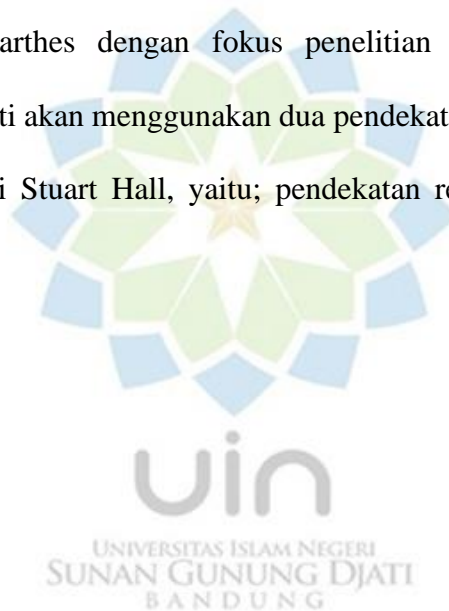 arthes dengan fokus penelitian
ti akan menggunakan dua pendekat
i Stuart Hall, yaitu; pendekatan re
uin
UNIVERSITAS ISLAM NEGERI
SUNAN GUNUNG DJATI
BANDUNG